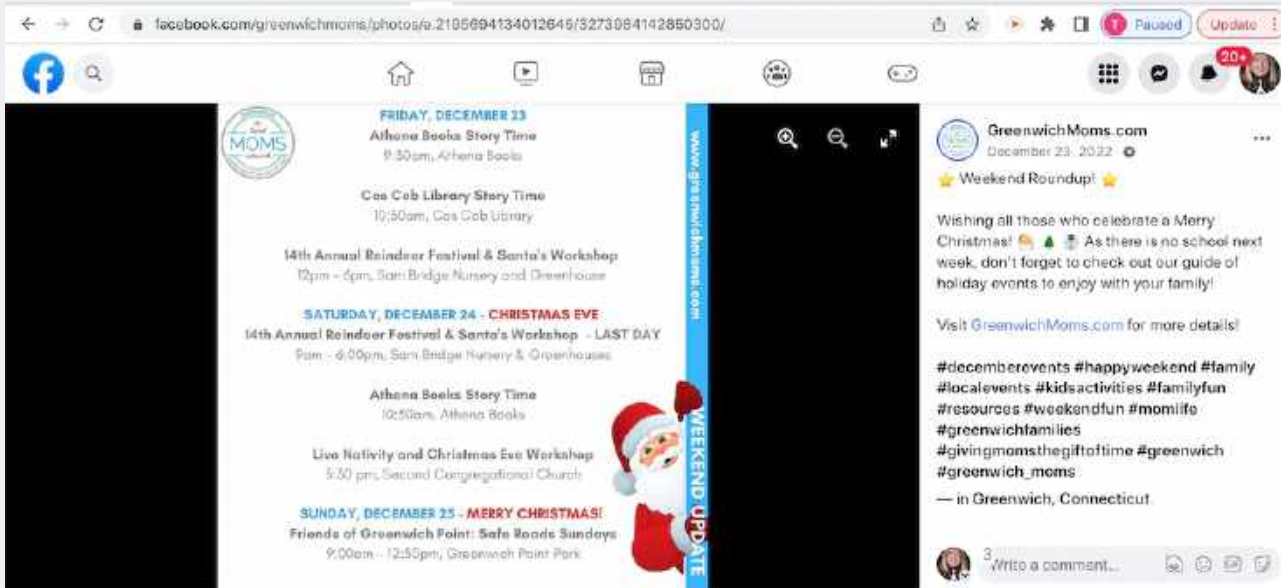 facebook.com/greenwichmoms/photos/a.2195694134012645/3273984142850300/
Paused
Update
20+
MOMS
FRIDAY, DECEMBER 23
Athena Books Story Time
9:30am, Athena Books
Cos Cob Library Story Time
10:30am, Cos Cob Library
14th Annual Reindeer Festival & Santa's Workshop
12pm - 6pm, Sam Bridge Nursery and Greenhouse
SATURDAY, DECEMBER 24 - CHRISTMAS EVE
14th Annual Reindeer Festival & Santa's Workshop - LAST DAY
9am - 6:00pm, Sam Bridge Nursery & Greenhouses
Athena Books Story Time
10:30am, Athena Books
Live Nativity and Christmas Eve Workshop
5:30 pm, Second Congregational Church
SUNDAY, DECEMBER 25 - MERRY CHRISTMAS!
Friends of Greenwich Point: Safe Roads Sundays
9:00am - 12:30pm, Greenwich Point Park
www.greenwichmoms.com
WEEKEND UPDATE
GreenwichMoms.com
December 23, 2022
Weekend Roundup!
Wishing all those who celebrate a Merry
Christmas! As there is no school next
week, don't forget to check out our guide of
holiday events to enjoy with your family!
Visit GreenwichMoms.com for more details!
#decemberevents #happyweekend #family
#localevents #kidsactivities #familyfun
#resources #weekendfun #momlife
#greenwichfamilies
#givingmomsthegiftoftime #greenwich
#greenwich_moms
— in Greenwich, Connecticut
3
Write a comment...